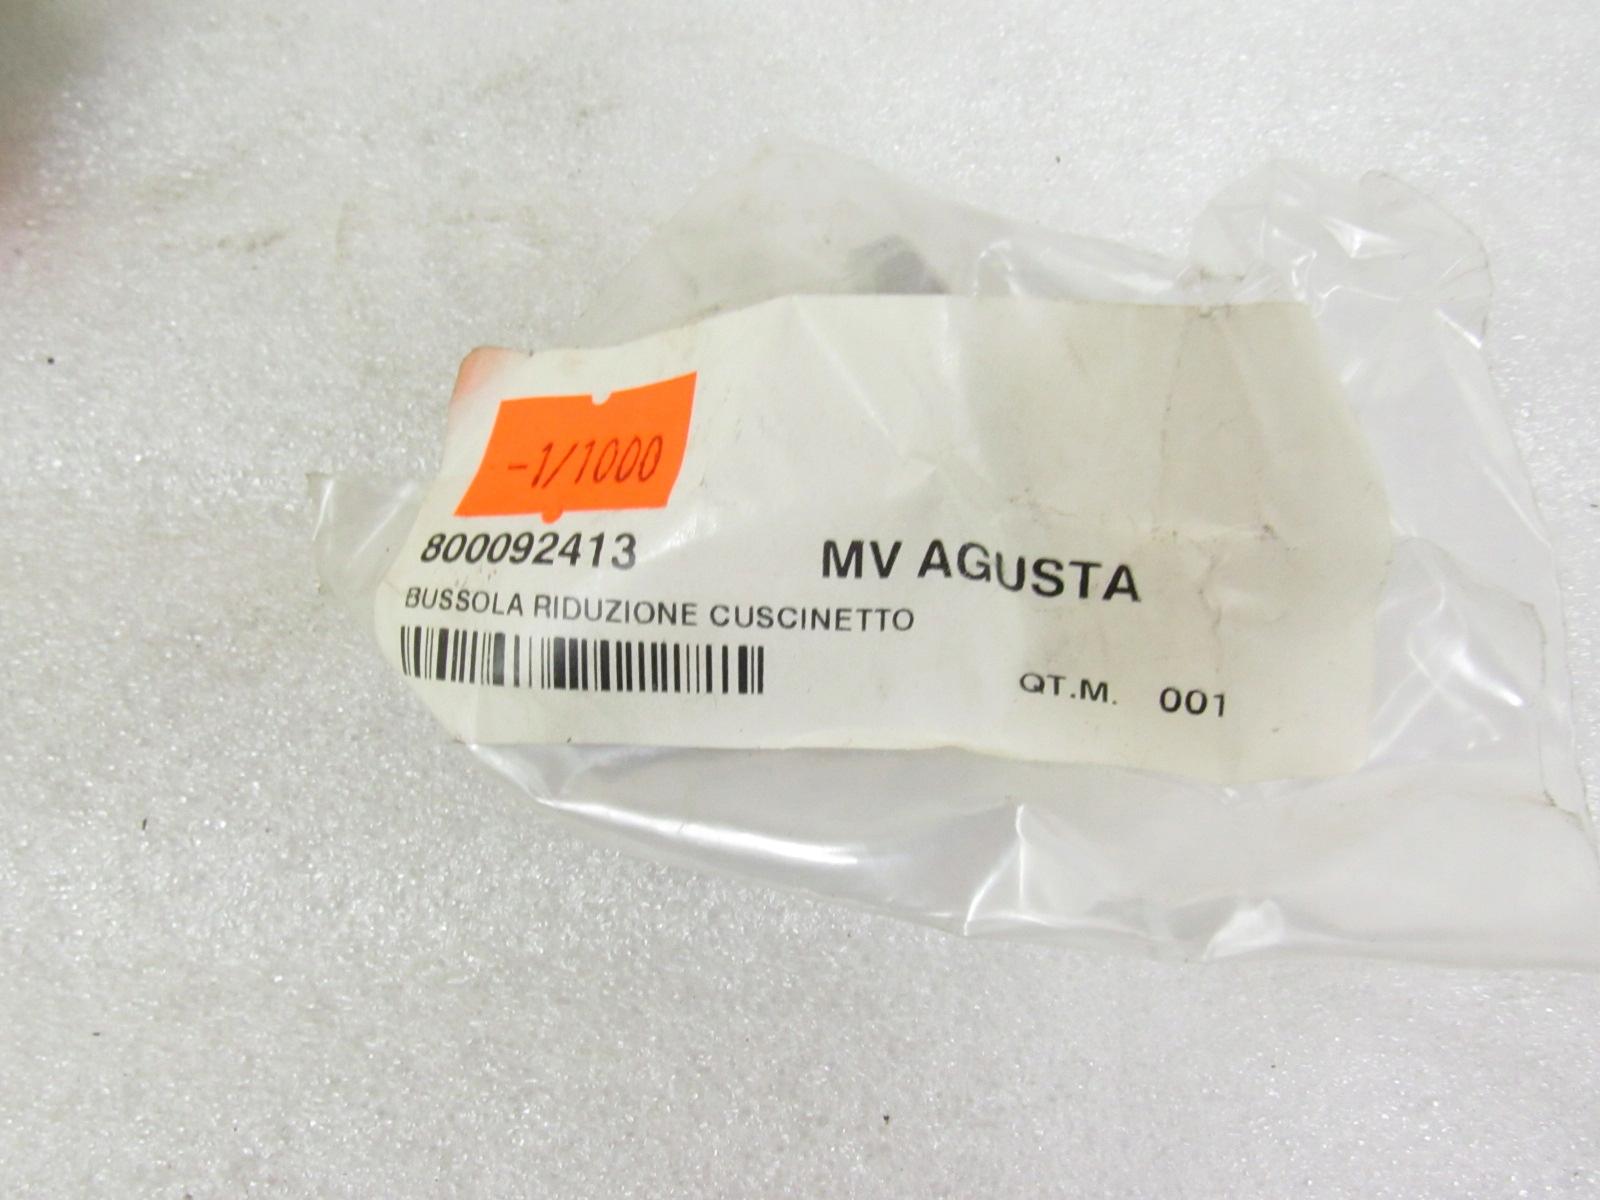 -1/1000
800092413 MV AGUSTA
BUSSOLA RIDUZIONE CUSCINETTO
QT.M. 001